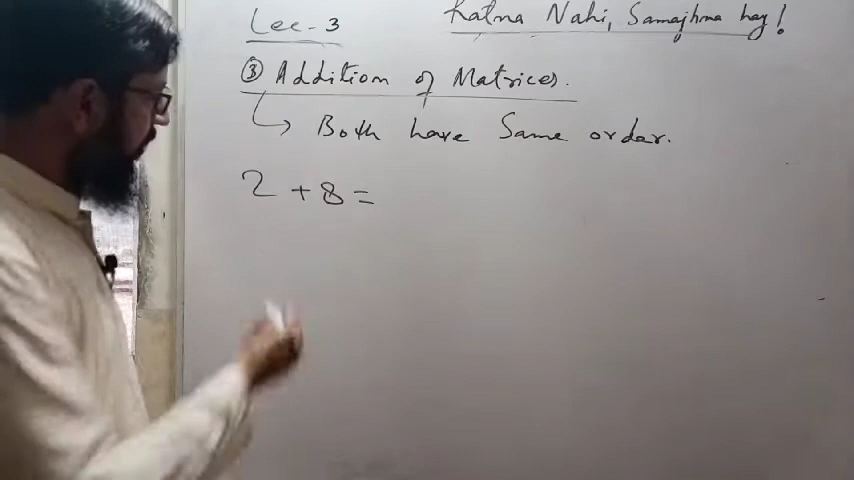 Lec-3
Ratna Nahi, Samajhna hay!
③ Addition of Matrices.
↳ Both have Same order.
2 + 8 =